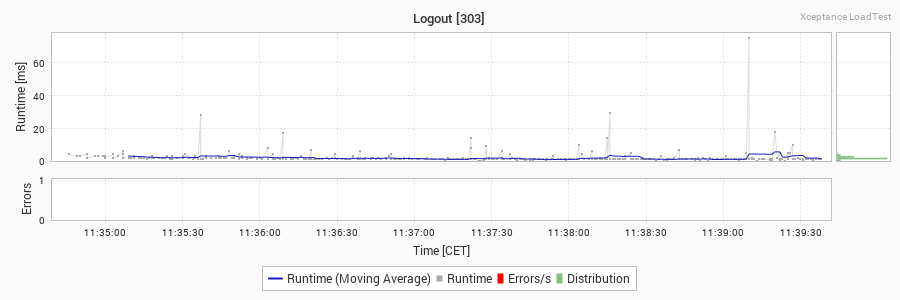 Logout [303]
Xceptance LoadTest
Runtime [ms]
60
40
20
0
Errors
1
0
11:35:00 11:35:30 11:36:00 11:36:30 11:37:00 11:37:30 11:38:00 11:38:30 11:39:00 11:39:30
Time [CET]
Runtime (Moving Average) Runtime Errors/s Distribution